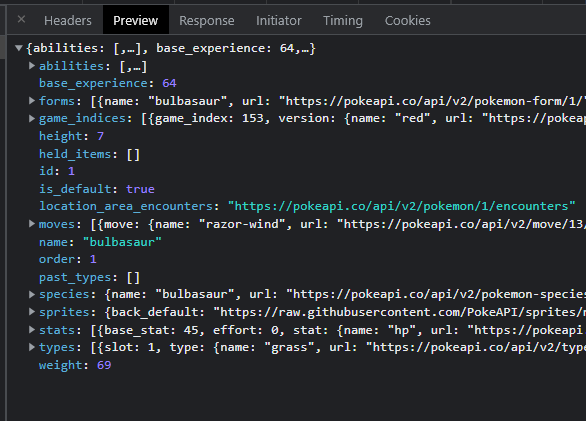 Headers Preview Response Initiator Timing Cookies
{abilities: [,…], base_experience: 64,…}
abilities: [,…]
base_experience: 64
forms: [{name: "bulbasaur", url: "https://pokeapi.co/api/v2/pokemon-form/1/"
game_indices: [{game_index: 153, version: {name: "red", url: "https://pokeap
height: 7
held_items: []
id: 1
is_default: true
location_area_encounters: "https://pokeapi.co/api/v2/pokemon/1/encounters"
moves: [{move: {name: "razor-wind", url: "https://pokeapi.co/api/v2/move/13/
name: "bulbasaur"
order: 1
past_types: []
species: {name: "bulbasaur", url: "https://pokeapi.co/api/v2/pokemon-species
sprites: {back_default: "https://raw.githubusercontent.com/PokeAPI/sprites/m
stats: [{base_stat: 45, effort: 0, stat: {name: "hp", url: "https://pokeapi
types: [{slot: 1, type: {name: "grass", url: "https://pokeapi.co/api/v2/type
weight: 69